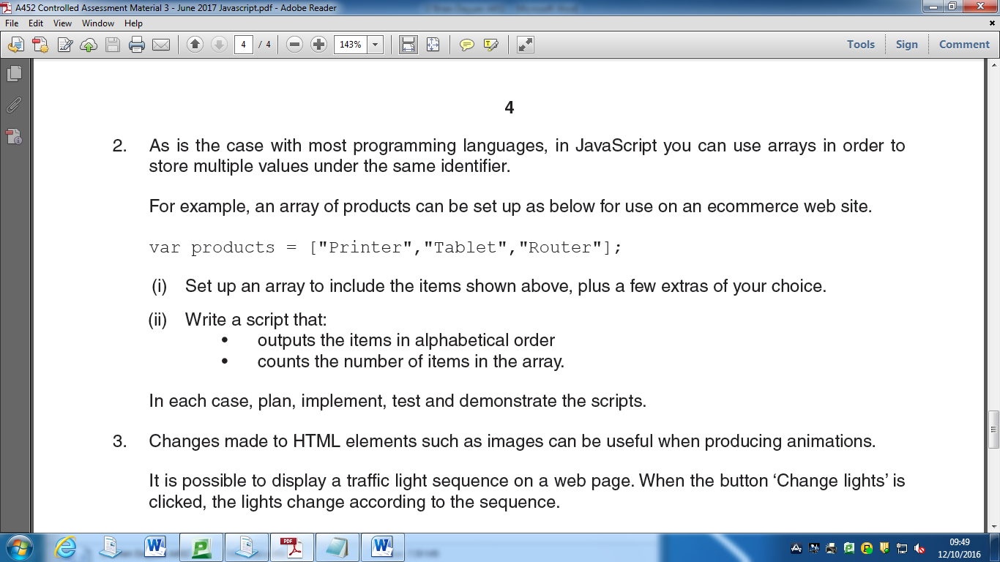 A452 Controlled Assessment Material 3 - June 2017 Javascript.pdf - Adobe Reader
File Edit View Window Help
4 / 4 143% Tools Sign Comment
4
2. As is the case with most programming languages, in JavaScript you can use arrays in order to
store multiple values under the same identifier.
For example, an array of products can be set up as below for use on an ecommerce web site.
var products = ["Printer","Tablet","Router"];
(i) Set up an array to include the items shown above, plus a few extras of your choice.
(ii) Write a script that:
• outputs the items in alphabetical order
• counts the number of items in the array.
In each case, plan, implement, test and demonstrate the scripts.
3. Changes made to HTML elements such as images can be useful when producing animations.
It is possible to display a traffic light sequence on a web page. When the button ‘Change lights’ is
clicked, the lights change according to the sequence.
09:49
12/10/2016